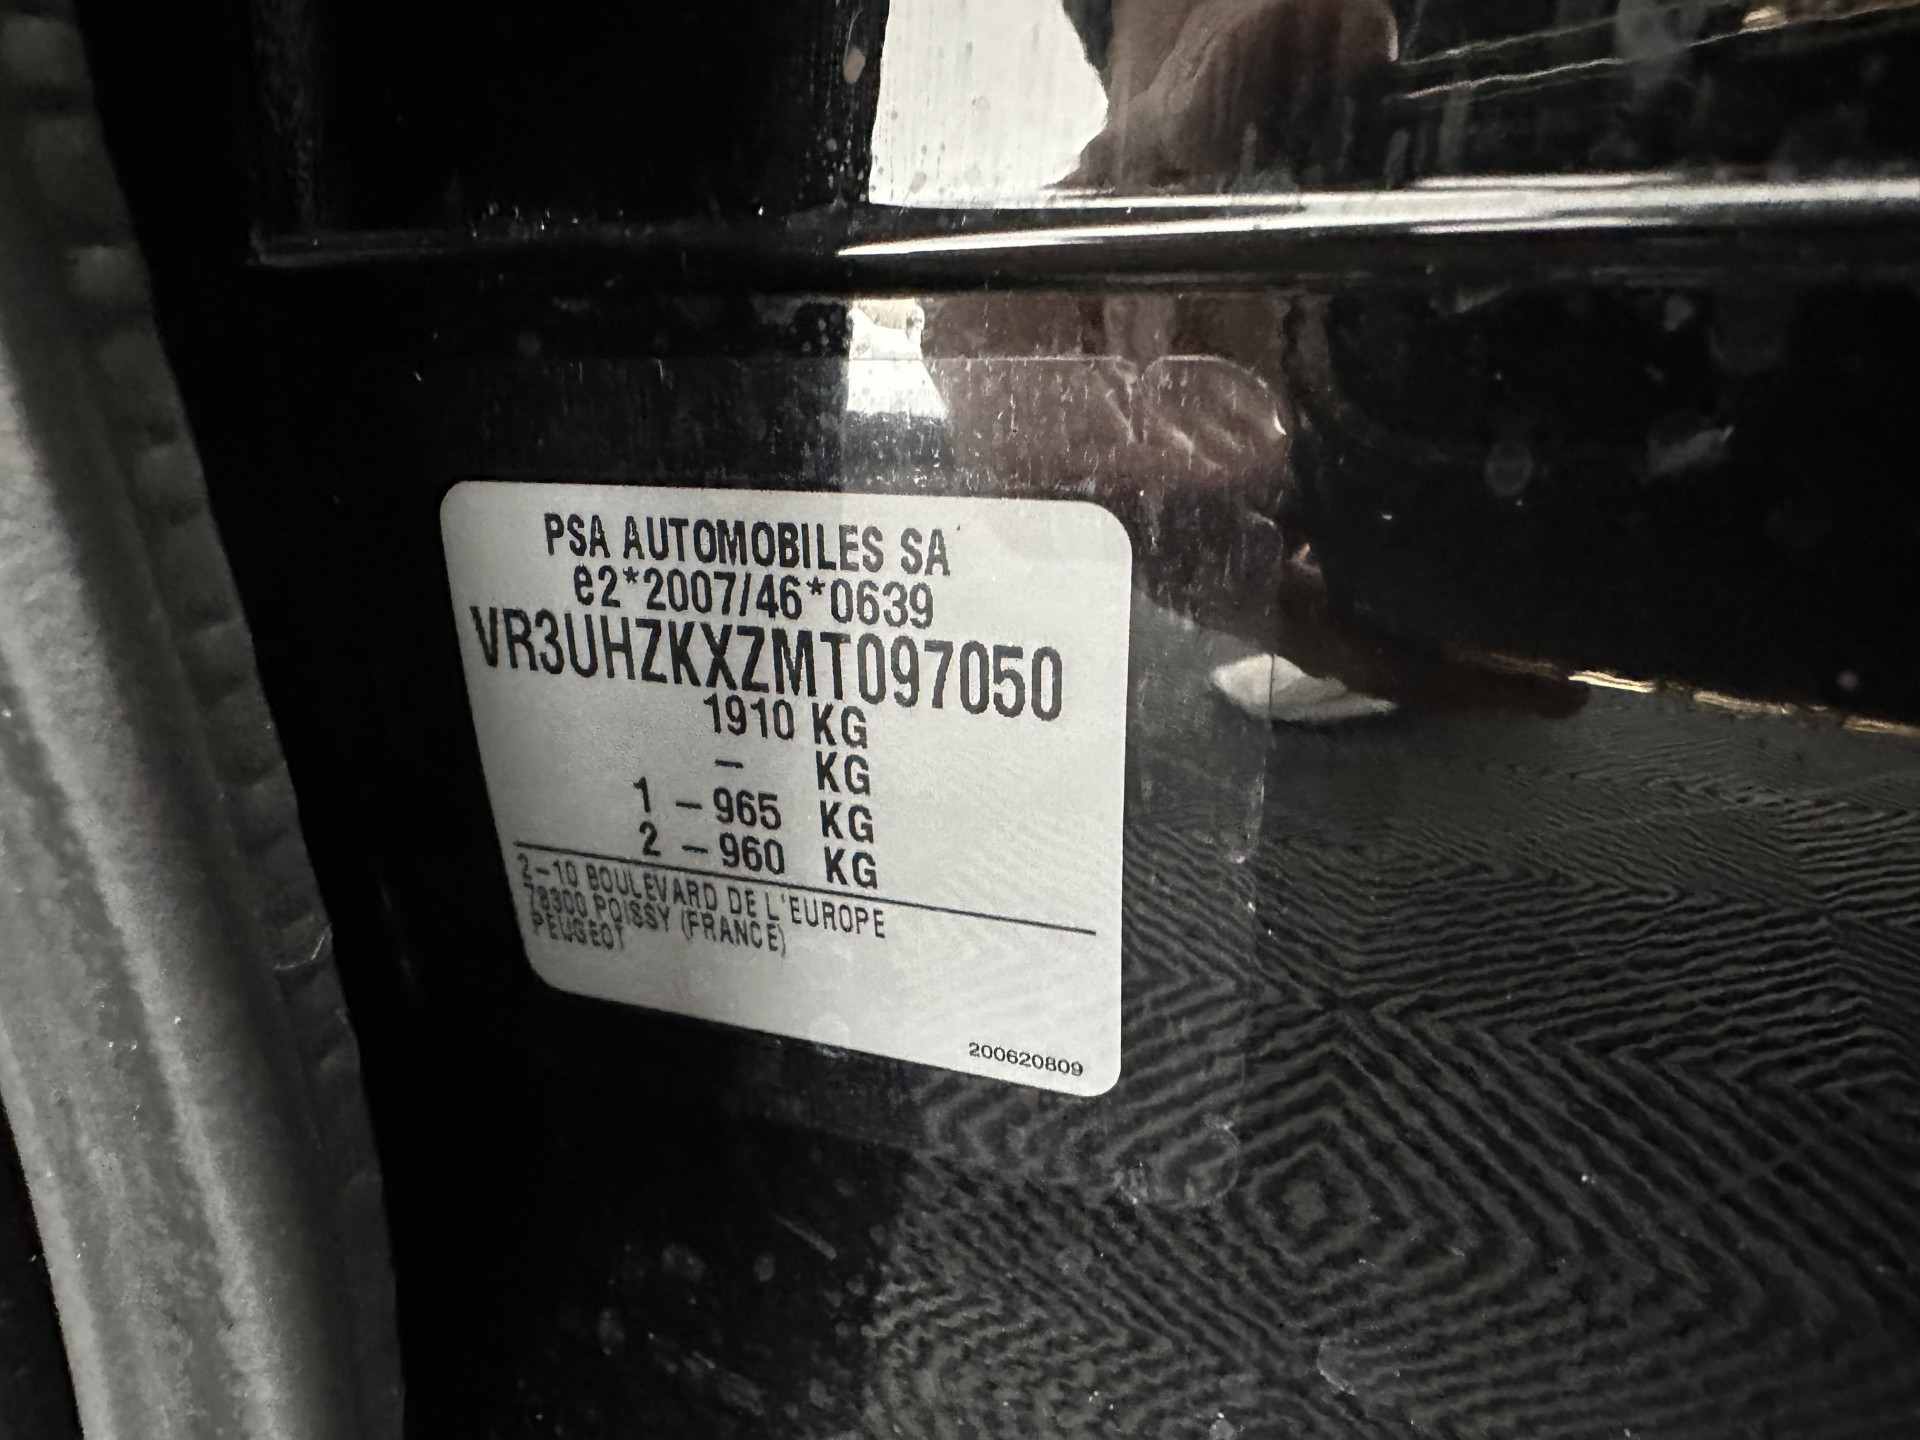 PSA AUTOMOBILES SA
e2*2007/46*0639
VR3UHZKXZMT097050
1910 KG
– KG
1 – 965 KG
2 – 960 KG
2-10 BOULEVARD DE L'EUROPE
78300 POISSY (FRANCE)
PEUGEOT
200620809